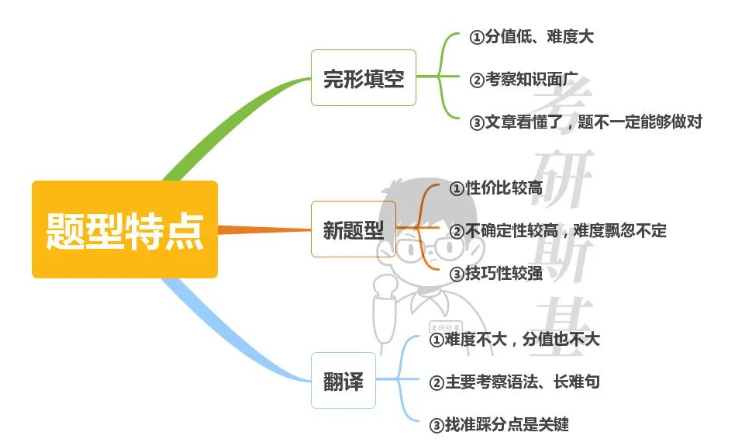 题型特点
完形填空
①分值低、难度大
②考察知识面广
③文章看懂了，题不一定能够做对
新题型
①性价比较高
②不确定性较高，难度飘忽不定
③技巧性较强
翻译
①难度不大，分值也不大
②主要考察语法、长难句
③找准踩分点是关键
考研斯基
考研斯基